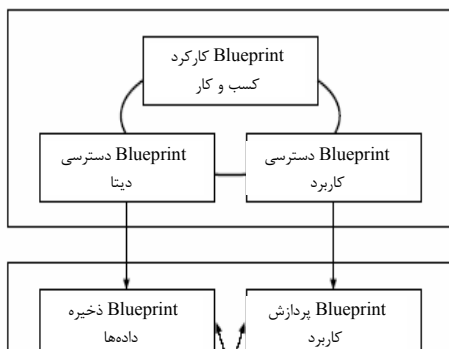 Blueprint کارکرد
کسب و کار
Blueprint دسترسی
کاربرد
Blueprint دسترسی
دیتا
Blueprint پردازش
کاربرد
Blueprint ذخیره
داده‌ها